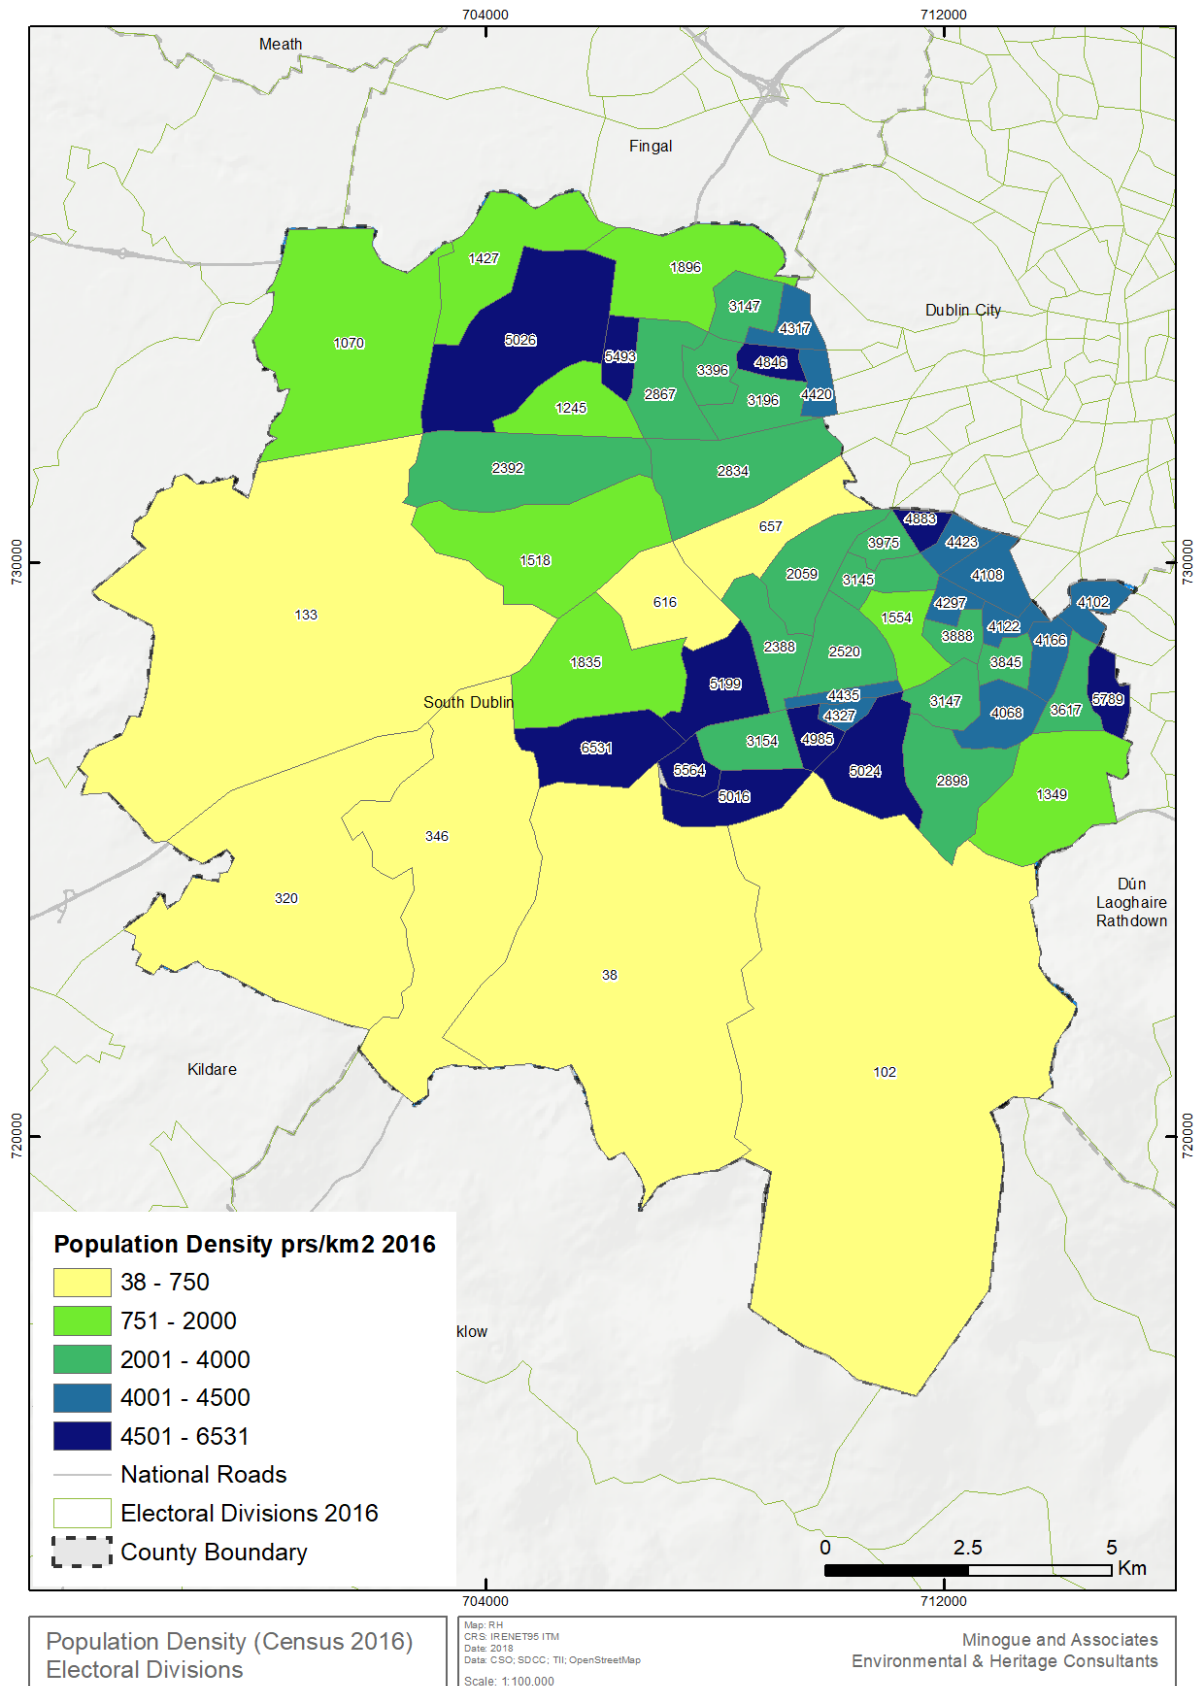 704000
712000
Meath
Fingal
1427
1896
3147
Dublin City
4317
1070
5026
5493
4846
3396
2867
4420
3196
1245
2392
2834
4883
657
3975
4423
730000
730000
1518
2059
3145
4108
616
4297
4102
133
1554
4122
3888
4166
2388
2520
1835
3845
5199
4435
South Dublin
3147
5789
4327
4068
3617
4985
6531
3154
5564
5024
2898
5016
1349
346
320
Dún
Laoghaire
Rathdown
38
Kildare
102
720000
720000
Population Density prs/km2 2016
38 - 750
751 - 2000
klow
2001 - 4000
4001 - 4500
4501 - 6531
National Roads
Electoral Divisions 2016
County Boundary
0 2.5 5
Km
704000
712000
Population Density (Census 2016)
Electoral Divisions
Map: RH
CRS: IRENET95 ITM
Date: 2018
Data: CSO; SDCC; TII; OpenStreetMap
Scale: 1:100,000
Minogue and Associates
Environmental & Heritage Consultants